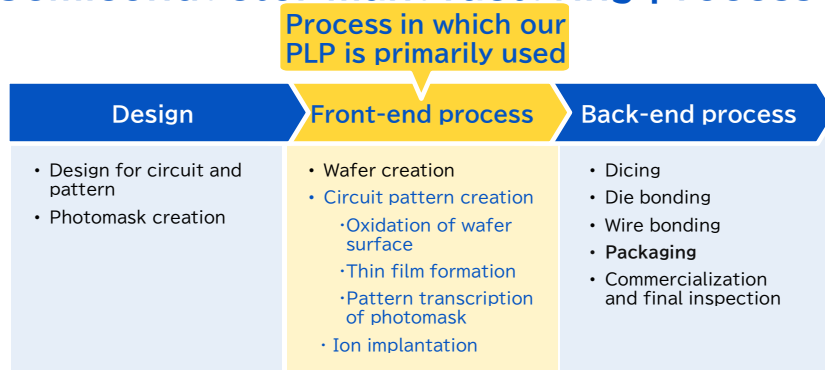 Process in which our
PLP is primarily used
Design
Front-end process
Back-end process
・Design for circuit and
pattern
・Photomask creation
・Wafer creation
・Circuit pattern creation
・Oxidation of wafer
surface
・Thin film formation
・Pattern transcription
of photomask
・Ion implantation
・Dicing
・Die bonding
・Wire bonding
・Packaging
・Commercialization
and final inspection